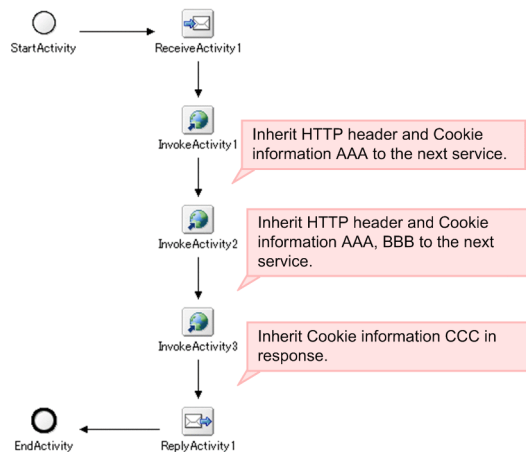 StartActivity
ReceiveActivity1
InvokeActivity1
Inherit HTTP header and Cookie
information AAA to the next service.
InvokeActivity2
Inherit HTTP header and Cookie
information AAA, BBB to the next
service.
InvokeActivity3
Inherit Cookie information CCC in
response.
EndActivity
ReplyActivity1